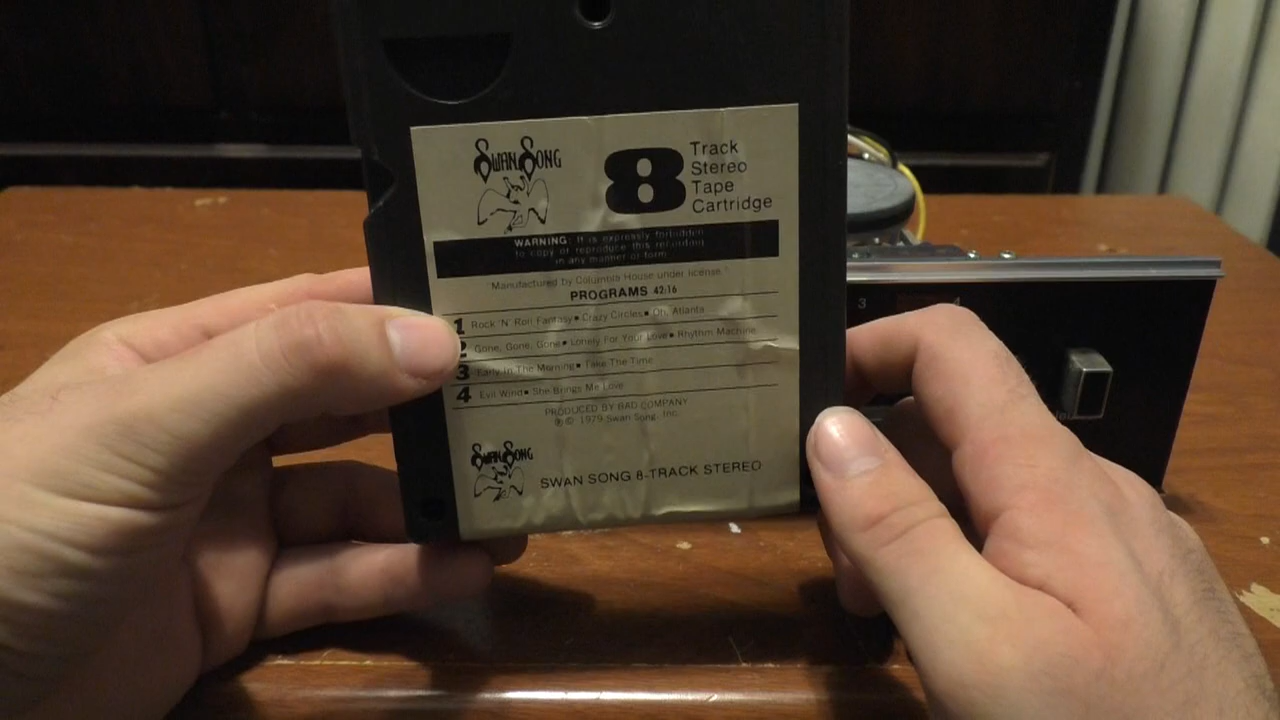 SWAN SONG
8
Track
Stereo
Tape
Cartridge
WARNING: It is expressly forbidden
to copy or reproduce this recording
in any manner or form
"Manufactured by Columbia House under license"
PROGRAMS 42:16
1 Rock 'N' Roll Fantasy ■ Crazy Circles ■ Oh, Atlanta
2 Gone, Gone, Gone ■ Lonely For Your Love ■ Rhythm Machine
3 Early In The Morning ■ Take The Time
4 Evil Wind ■ She Brings Me Love
PRODUCED BY BAD COMPANY
℗© 1979 Swan Song, Inc.
SWAN SONG
SWAN SONG 8-TRACK STEREO
3 4